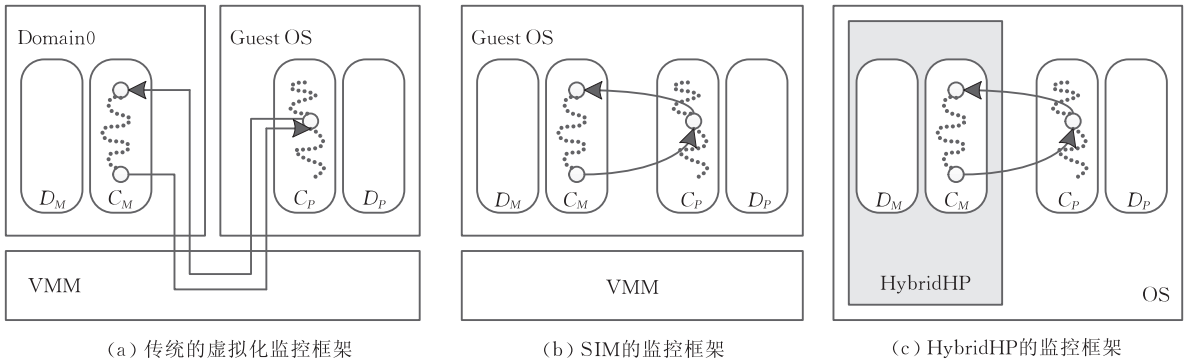 Domain0
Guest OS
D_M C_M C_P D_P
VMM
(a) 传统的虚拟化监控框架
Guest OS
D_M C_M C_P D_P
VMM
(b) SIM的监控框架
D_M C_M C_P D_P
HybridHP
OS
(c) HybridHP的监控框架